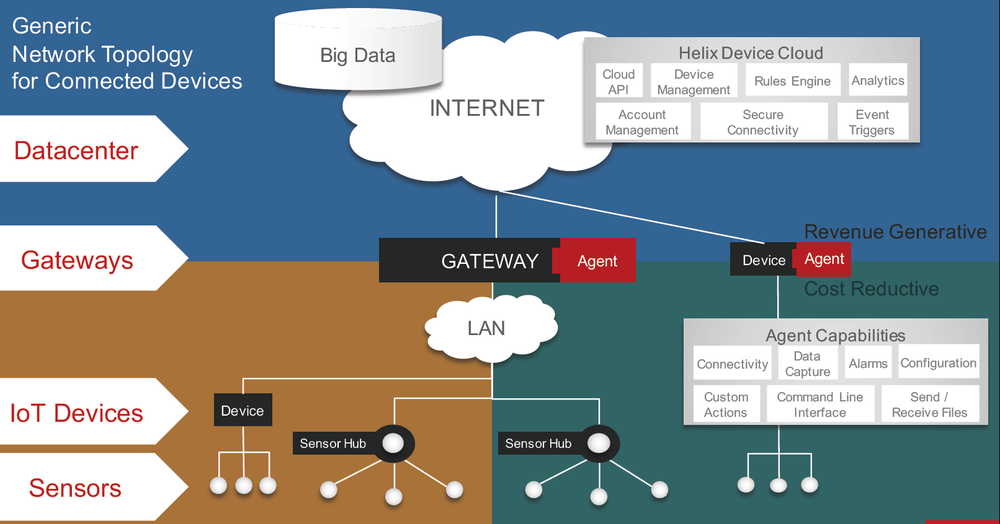 Generic
Network Topology
for Connected Devices
Big Data
INTERNET
Helix Device Cloud
Cloud
API
Device
Management
Rules Engine
Analytics
Account
Management
Secure
Connectivity
Event
Triggers
Datacenter
Gateways
GATEWAY
Agent
Revenue Generative
Device
Agent
Cost Reductive
LAN
Agent Capabilities
Connectivity
Data
Capture
Alarms
Configuration
Custom
Actions
Command Line
Interface
Send /
Receive Files
IoT Devices
Device
Sensor Hub
Sensor Hub
Sensors